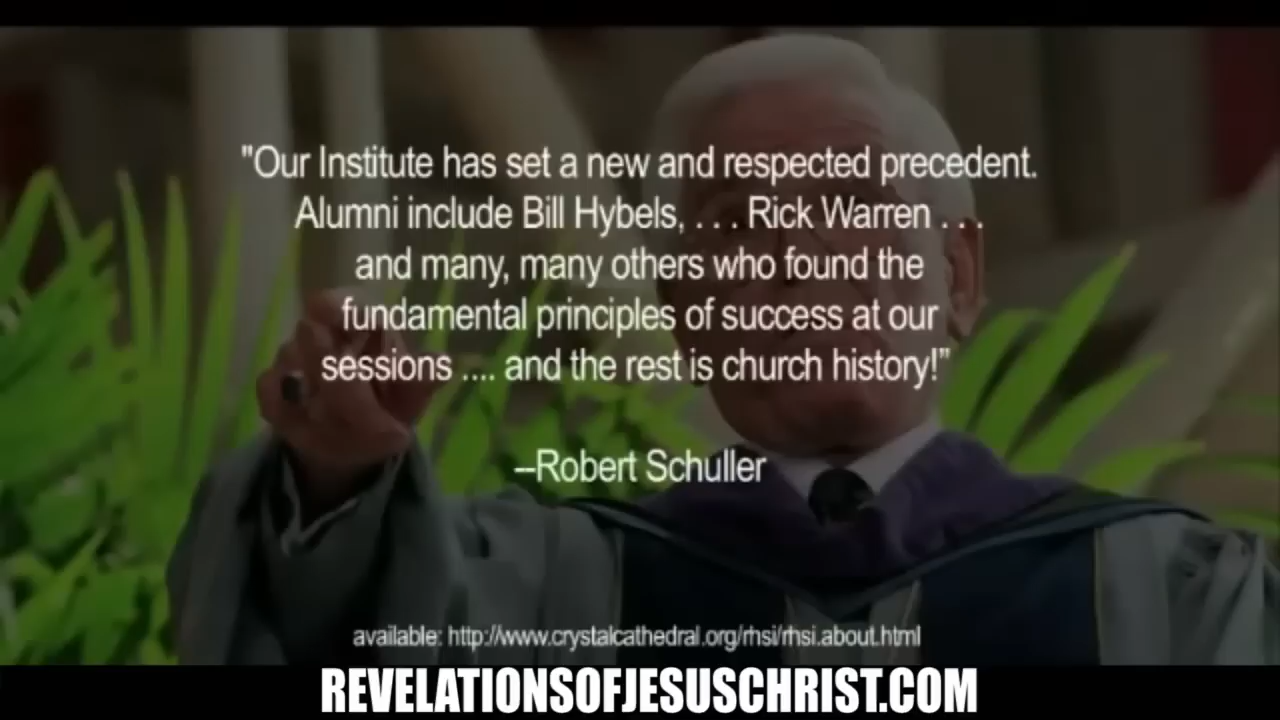 "Our Institute has set a new and respected precedent.
Alumni include Bill Hybels, . . . Rick Warren . . .
and many, many others who found the
fundamental principles of success at our
sessions .... and the rest is church history!”
--Robert Schuller
available: http://www.crystalcathedral.org/rhsi/rhsi.about.html
REVELATIONSOFJESUSCHRIST.COM